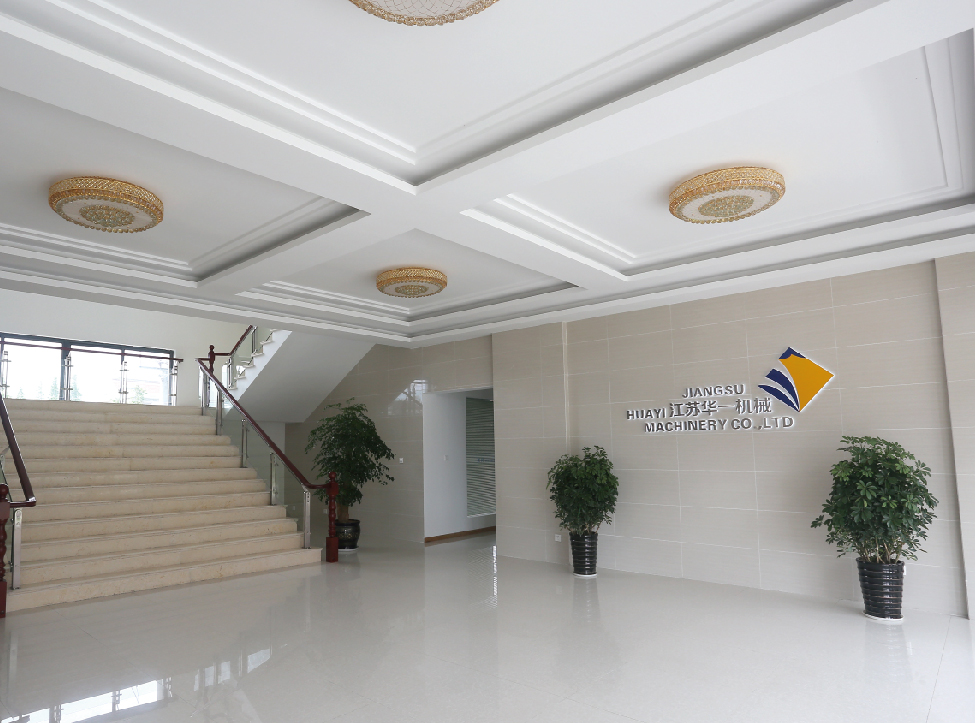 JIANGSU
HUAYI 江苏华一机械
MACHINERY CO.,LTD